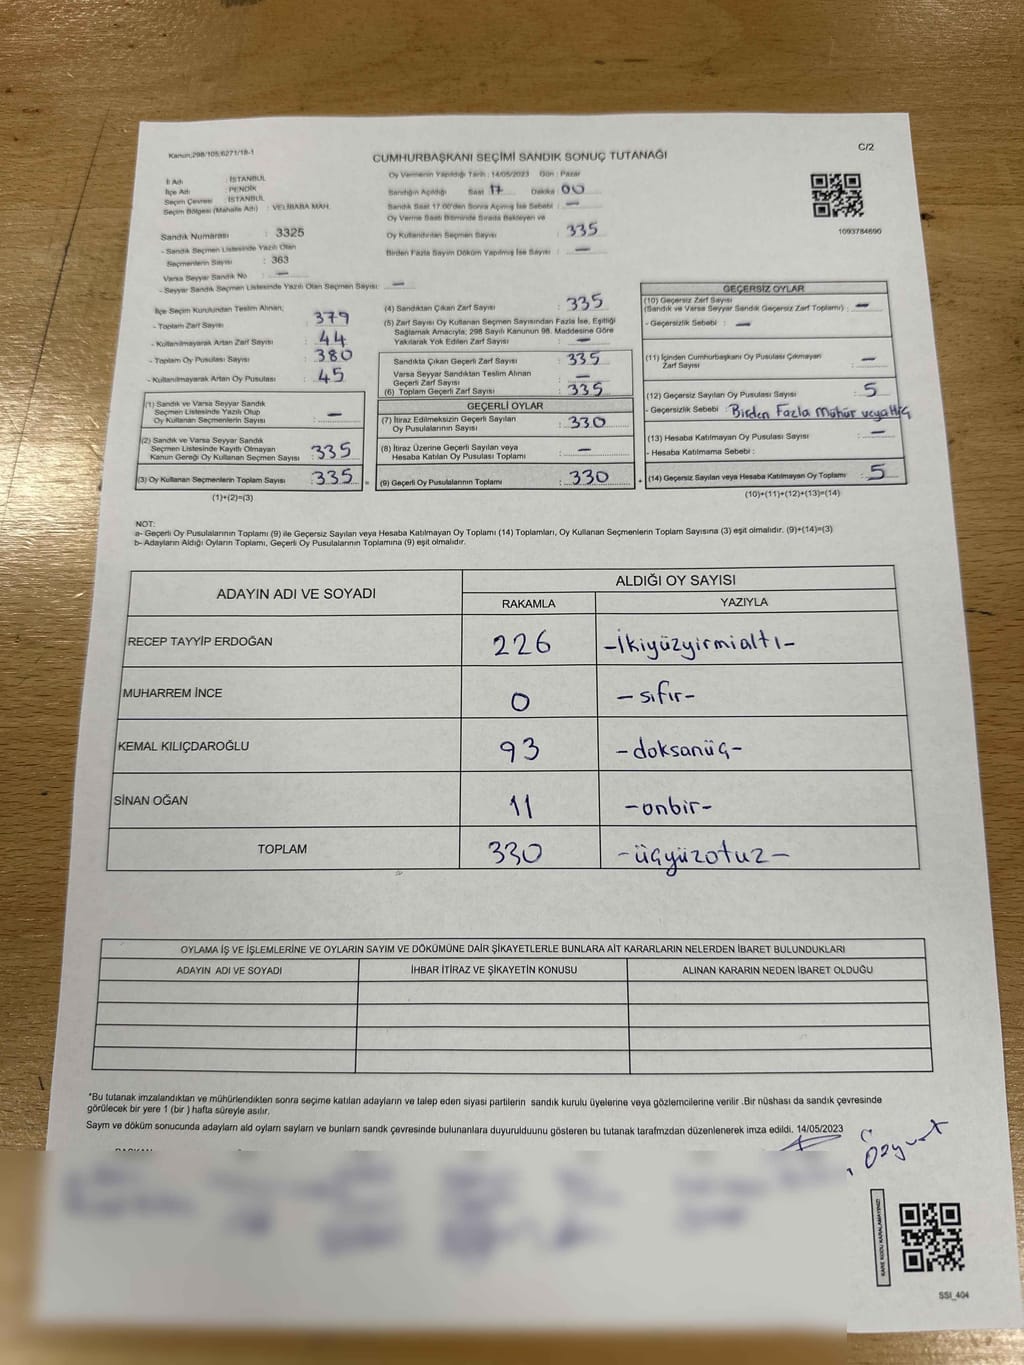 Kanun:298/105;6271/18-1
C/2
CUMHURBAŞKANI SEÇİMİ SANDIK SONUÇ TUTANAĞI
İl Adı : İSTANBUL
İlçe Adı : PENDİK
Seçim Çevresi : İSTANBUL
Seçim Bölgesi (Mahalle Adı) : VELİBABA MAH.
Sandık Numarası : 3325
- Sandık Seçmen Listesinde Yazılı Olan
Seçmenlerin Sayısı : 363
Varsa Seyyar Sandık No : —
- Seyyar Sandık Seçmen Listesinde Yazılı Olan Seçmen Sayısı: —
Oy Vermenin Yapıldığı Tarih : 14/05/2023 Gün : Pazar
Sandığın Açıldığı Saat 17 Dakika 00
Sandık Saat 17.00'den Sonra Açılmış İse Sebebi : —
Oy Verme Saati Bitiminde Sırada Bekleyen ve
Oy Kullandırılan Seçmen Sayısı : 335
Birden Fazla Sayım Döküm Yapılmış İse Sayısı : —
1093784690
İlçe Seçim Kurulundan Teslim Alınan;
- Toplam Zarf Sayısı : 379
- Kullanılmayarak Artan Zarf Sayısı : 44
- Toplam Oy Pusulası Sayısı : 380
- Kullanılmayarak Artan Oy Pusulası : 45
(1) Sandık ve Varsa Seyyar Sandık
Seçmen Listesinde Yazılı Olup
Oy Kullanan Seçmenlerin Sayısı : —
(2) Sandık ve Varsa Seyyar Sandık
Seçmen Listesinde Kayıtlı Olmayan
Kanun Gereği Oy Kullanan Seçmen Sayısı : 335
(3) Oy Kullanan Seçmenlerin Toplam Sayısı : 335
(1)+(2)=(3)
(4) Sandıktan Çıkan Zarf Sayısı : 335
(5) Zarf Sayısı Oy Kullanan Seçmen Sayısından Fazla İse, Eşitliği
Sağlamak Amacıyla; 298 Sayılı Kanunun 98. Maddesine Göre
Yakılarak Yok Edilen Zarf Sayısı : —
Sandıkta Çıkan Geçerli Zarf Sayısı : 335
Varsa Seyyar Sandıktan Teslim Alınan
Geçerli Zarf Sayısı : —
(6) Toplam Geçerli Zarf Sayısı : 335
GEÇERLİ OYLAR
(7) İtiraz Edilmeksizin Geçerli Sayılan
Oy Pusulalarının Sayısı : 330
(8) İtiraz Üzerine Geçerli Sayılan veya
Hesaba Katılan Oy Pusulası Toplamı : —
(9) Geçerli Oy Pusulalarının Toplamı : 330
GEÇERSİZ OYLAR
(10) Geçersiz Zarf Sayısı
(Sandık ve Varsa Seyyar Sandık Geçersiz Zarf Toplamı) : —
- Geçersizlik Sebebi : —
(11) İçinden Cumhurbaşkanı Oy Pusulası Çıkmayan
Zarf Sayısı : —
(12) Geçersiz Sayılan Oy Pusulası Sayısı : 5
- Geçersizlik Sebebi : Birden Fazla Mühür veya Hiç
(13) Hesaba Katılmayan Oy Pusulası Sayısı : —
- Hesaba Katılmama Sebebi :
(14) Geçersiz Sayılan veya Hesaba Katılmayan Oy Toplamı : 5
(10)+(11)+(12)+(13)=(14)
NOT:
a- Geçerli Oy Pusulalarının Toplamı (9) ile Geçersiz Sayılan veya Hesaba Katılmayan Oy Toplamı (14) Toplamları, Oy Kullanan Seçmenlerin Toplam Sayısına (3) eşit olmalıdır. (9)+(14)=(3)
b- Adayların Aldığı Oyların Toplamı, Geçerli Oy Pusulalarının Toplamına (9) eşit olmalıdır.
ADAYIN ADI VE SOYADI ALDIĞI OY SAYISI
RAKAMLA YAZIYLA
RECEP TAYYİP ERDOĞAN 226 -İkiyüzyirmialtı-
MUHARREM İNCE 0 -sıfır-
KEMAL KILIÇDAROĞLU 93 -doksanüç-
SİNAN OĞAN 11 -onbir-
TOPLAM 330 -üçyüzotuz-
OYLAMA İŞ VE İŞLEMLERİNE VE OYLARIN SAYIM VE DÖKÜMÜNE DAİR ŞİKAYETLERLE BUNLARA AİT KARARLARIN NELERDEN İBARET BULUNDUKLARI
ADAYIN ADI VE SOYADI İHBAR İTİRAZ VE ŞİKAYETİN KONUSU ALINAN KARARIN NEDEN İBARET OLDUĞU
*Bu tutanak imzalandıktan ve mühürlendikten sonra seçime katılan adayların ve talep eden siyasi partilerin sandık kurulu üyelerine veya gözlemcilerine verilir .Bir nüshası da sandık çevresinde
görülecek bir yere 1 (bir ) hafta süreyle asılır.
Saym ve döküm sonucunda adaylarn ald oylarn saylarn ve bunlarn sandk çevresinde bulunanlara duyurulduunu gösteren bu tutanak tarafmzdan düzenlenerek imza edildi. 14/05/2023
KARE KODU KARALAMAYINIZ!
SSI_404